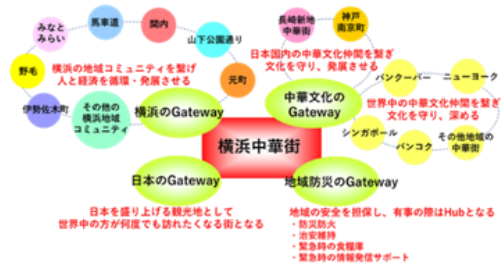 みなと
みらい
馬車道
関内
山下公園通り
元町
野毛
伊勢佐木町
その他の
横浜地域
コミュニティ
横浜の地域コミュニティを繋げ
人と経済を循環・発展させる
横浜のGateway
長崎新地
中華街
神戸
南京町
日本国内の中華文化仲間を繋ぎ
文化を守り、発展させる
中華文化の
Gateway
バンクーバー
ニューヨーク
世界中の中華文化仲間を繋ぎ
文化を守り、深める
シンガポール
バンコク
その他地域の
中華街
横浜中華街
日本のGateway
日本を盛り上げる観光地として
世界中の方が何度でも訪れたくなる街となる
地域防災のGateway
地域の安全を担保し、有事の際はHubとなる
・防災防火
・治安維持
・緊急時の食糧庫
・緊急時の情報発信サポート